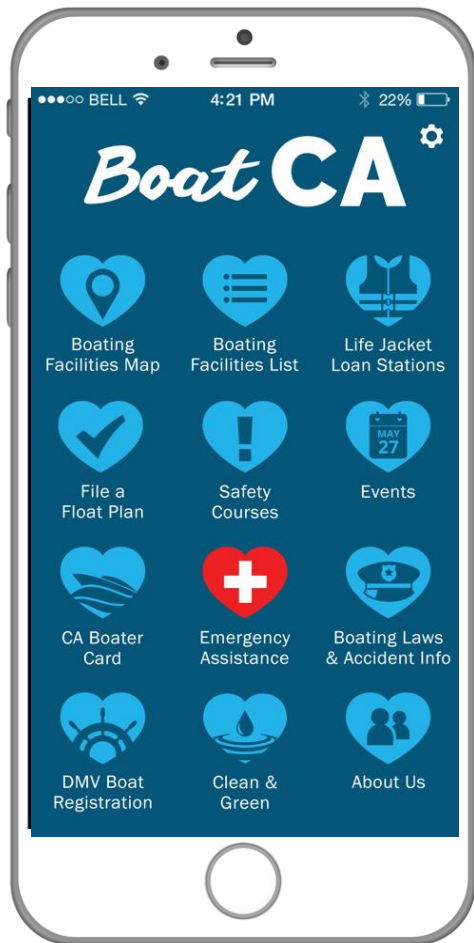 BELL 4:21 PM 22%
Boat CA
Boating Facilities Map
Boating Facilities List
Life Jacket Loan Stations
File a Float Plan
Safety Courses
MAY 27
Events
CA Boater Card
Emergency Assistance
Boating Laws & Accident Info
DMV Boat Registration
Clean & Green
About Us